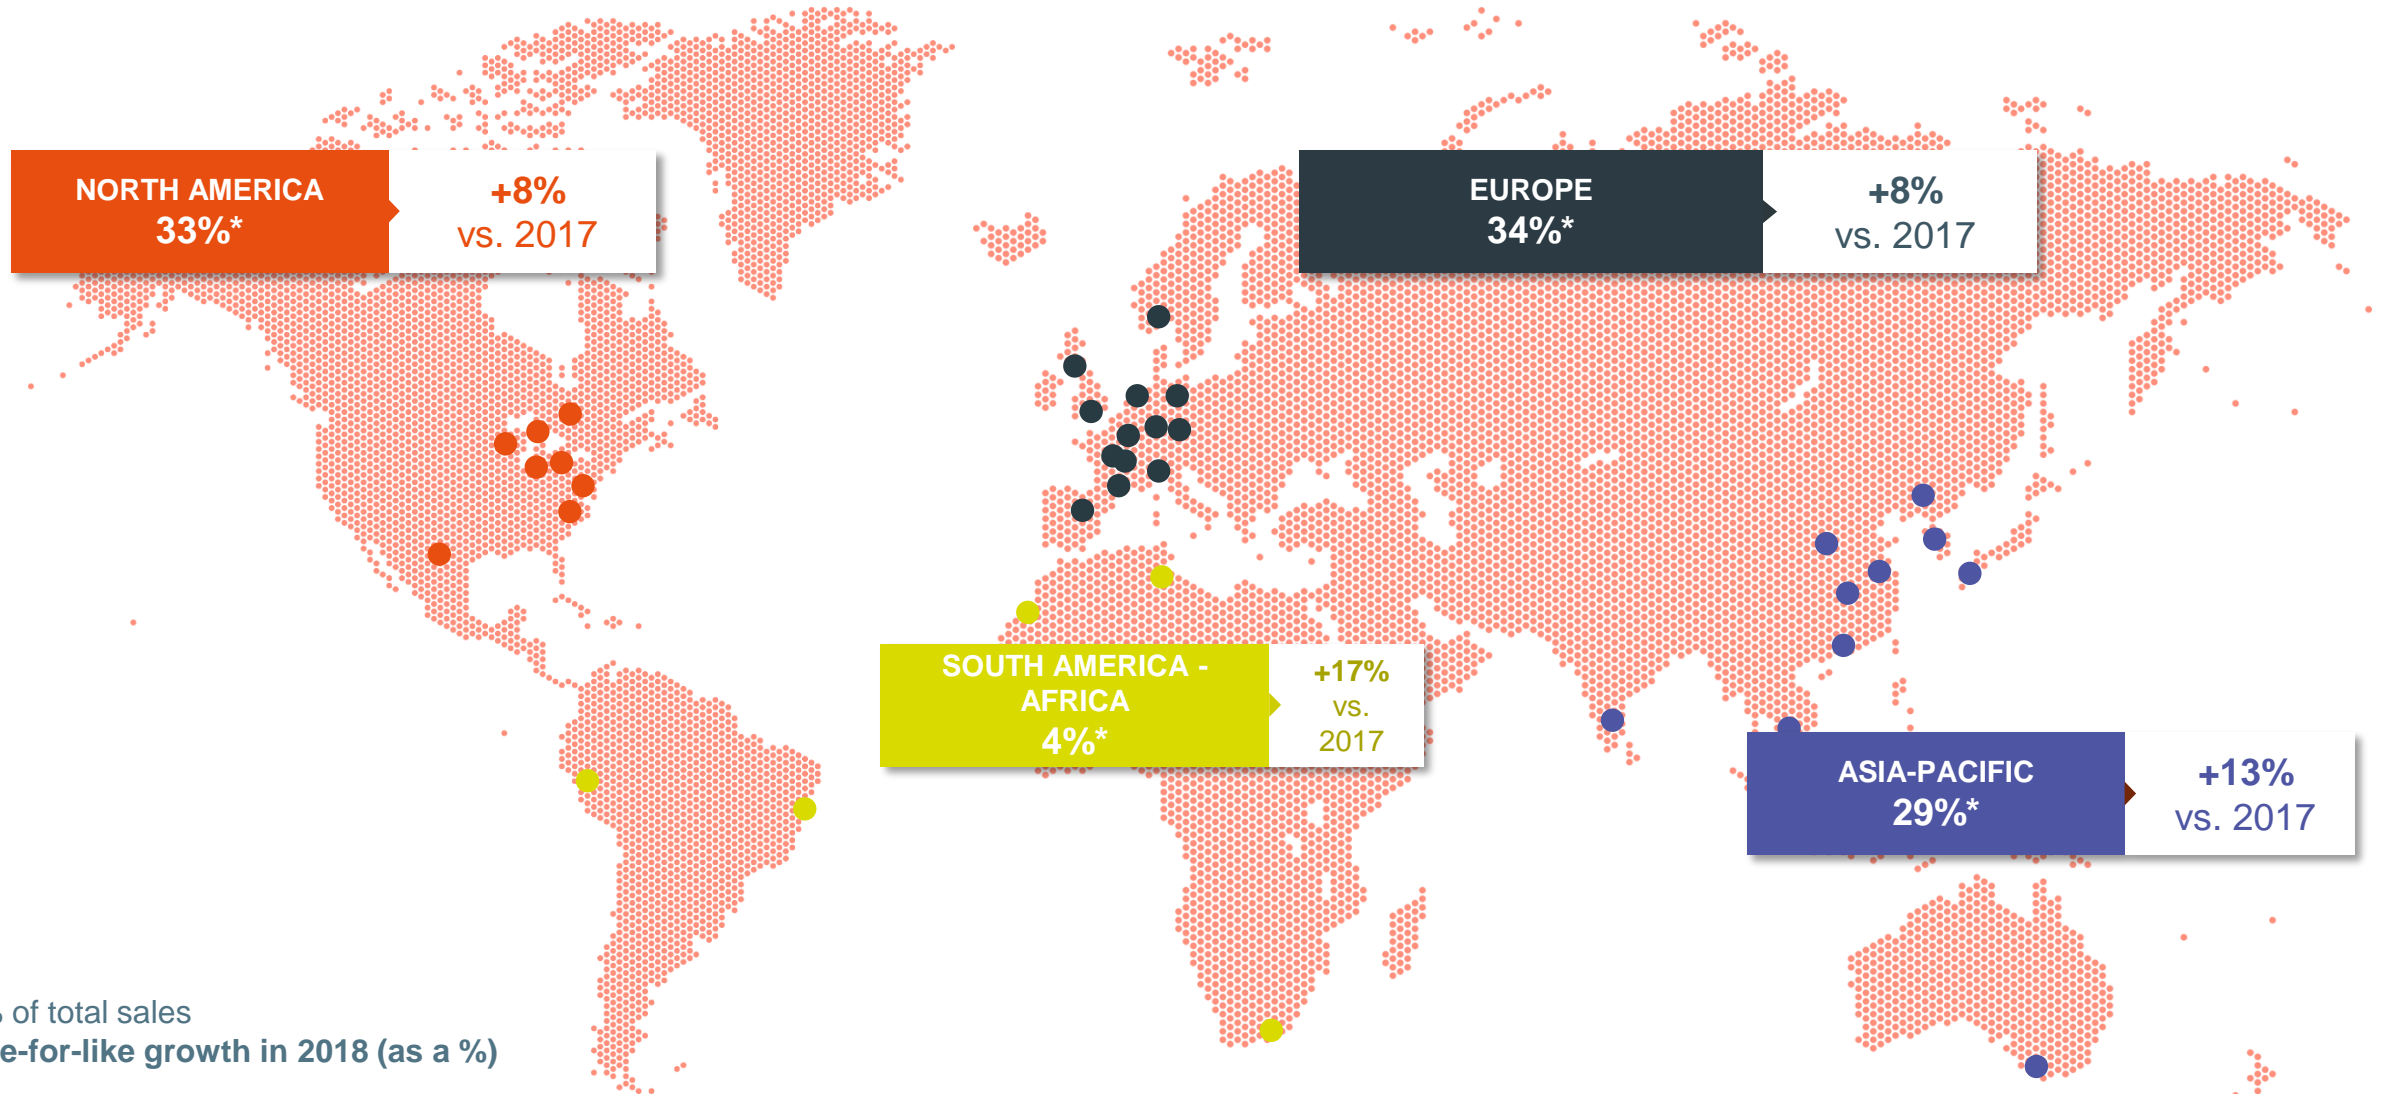 NORTH AMERICA
33%*
+8%
vs. 2017
EUROPE
34%*
+8%
vs. 2017
SOUTH AMERICA -
AFRICA
4%*
+17%
vs.
2017
ASIA-PACIFIC
29%*
+13%
vs. 2017
of total sales
e-for-like growth in 2018 (as a %)